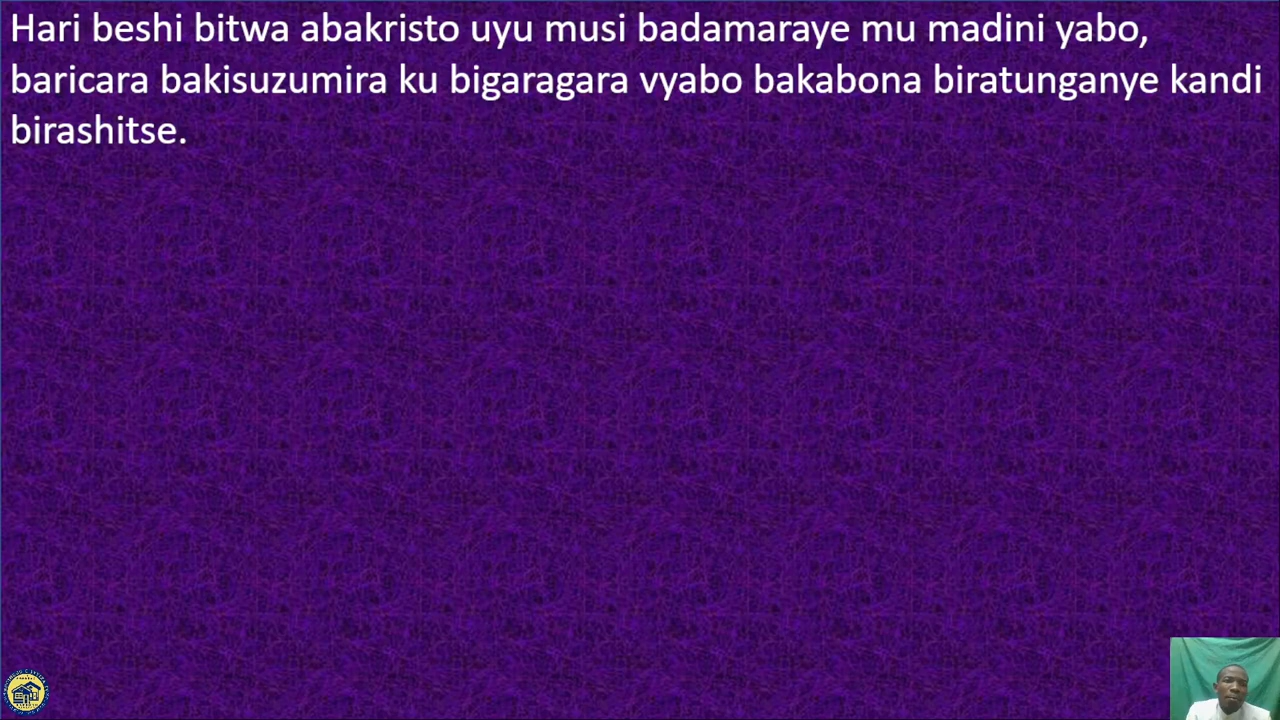 Hari beshi bitwa abakristo uyu musi badamaraye mu madini yabo,
baricara bakisuzumira ku bigaragara vyabo bakabona biratunganye kandi
birashitse.